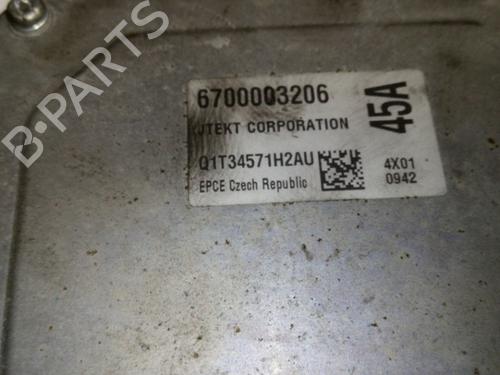 6700003206
JTEKT CORPORATION
45A
Q1T34571H2AU
4X01
EPCE Czech Republic
0942
B-PARTS